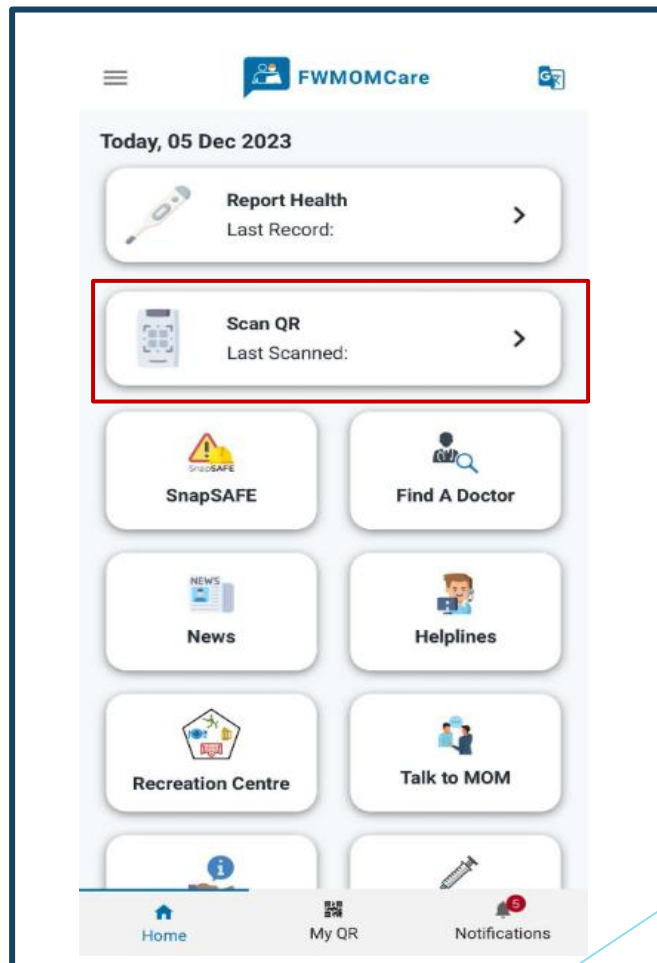 FWMOMCare
Today, 05 Dec 2023
Report Health
Last Record:
Scan QR
Last Scanned:
SnapSAFE
SnapSAFE
Find A Doctor
NEWS
News
Helplines
Recreation Centre
Talk to MOM
5
Home
My QR
Notifications